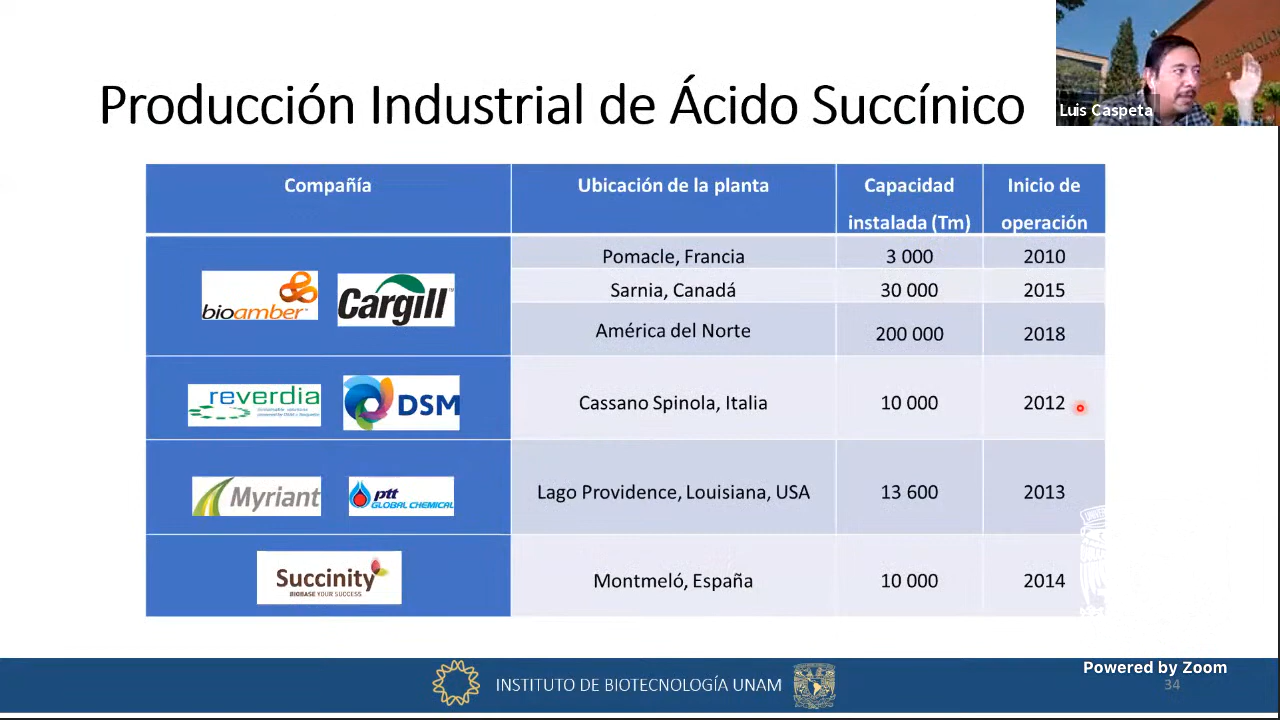 Producción Industrial de Ácido Succínico
Luis Caspeta
Compañía
Ubicación de la planta
Capacidad
instalada (Tm)
Inicio de
operación
bioamber
Cargill
Pomacle, Francia
3 000
2010
Sarnia, Canadá
30 000
2015
América del Norte
200 000
2018
reverdia
DSM
Cassano Spinola, Italia
10 000
2012
Myriant
ptt
GLOBAL CHEMICAL
Lago Providence, Louisiana, USA
13 600
2013
Succinity
BIOBASE YOUR SUCCESS
Montmeló, España
10 000
2014
INSTITUTO DE BIOTECNOLOGÍA UNAM
Powered by Zoom
34